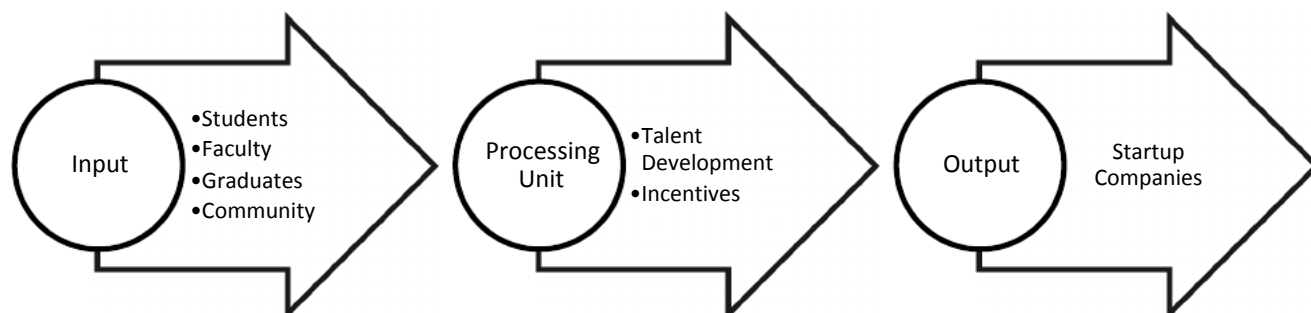 Input
•Students
•Faculty
•Graduates
•Community
Processing
Unit
•Talent
Development
•Incentives
Output
Startup
Companies